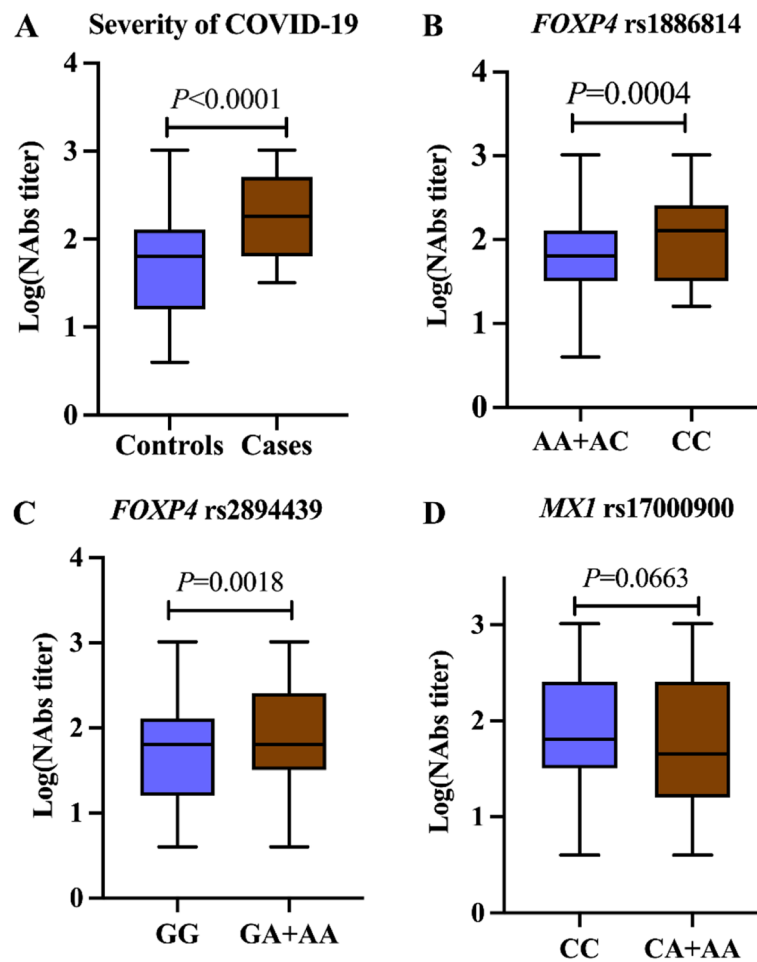 A Severity of COVID-19
P<0.0001
4
3
2
1
0
Log(NAbs titer)
Controls Cases
B FOXP4 rs1886814
P=0.0004
4
3
2
1
0
Log(NAbs titer)
AA+AC CC
C FOXP4 rs2894439
P=0.0018
4
3
2
1
0
Log(NAbs titer)
GG GA+AA
D MX1 rs17000900
P=0.0663
3
2
1
0
Log(NAbs titer)
CC CA+AA